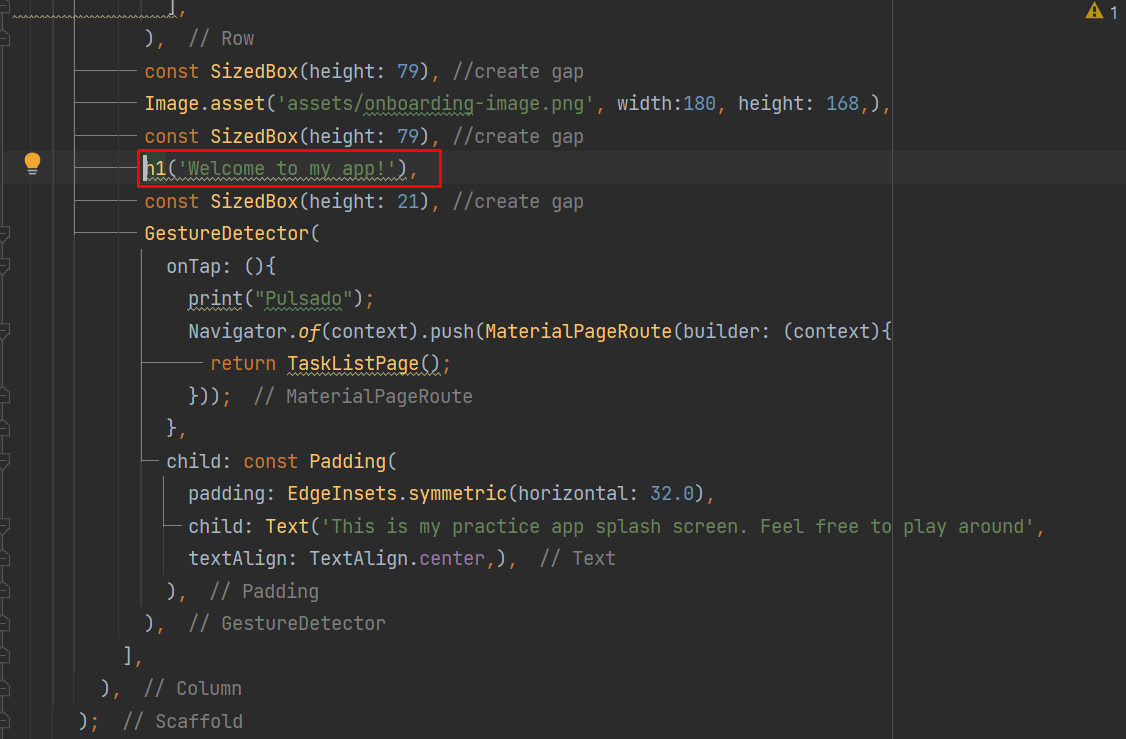 ],
), // Row
const SizedBox(height: 79), //create gap
Image.asset('assets/onboarding-image.png', width:180, height: 168,),
const SizedBox(height: 79), //create gap
h1('Welcome to my app!'),
const SizedBox(height: 21), //create gap
GestureDetector(
onTap: (){
print("Pulsado");
Navigator.of(context).push(MaterialPageRoute(builder: (context){
return TaskListPage();
})); // MaterialPageRoute
},
child: const Padding(
padding: EdgeInsets.symmetric(horizontal: 32.0),
child: Text('This is my practice app splash screen. Feel free to play around',
textAlign: TextAlign.center,), // Text
), // Padding
), // GestureDetector
],
), // Column
); // Scaffold
1